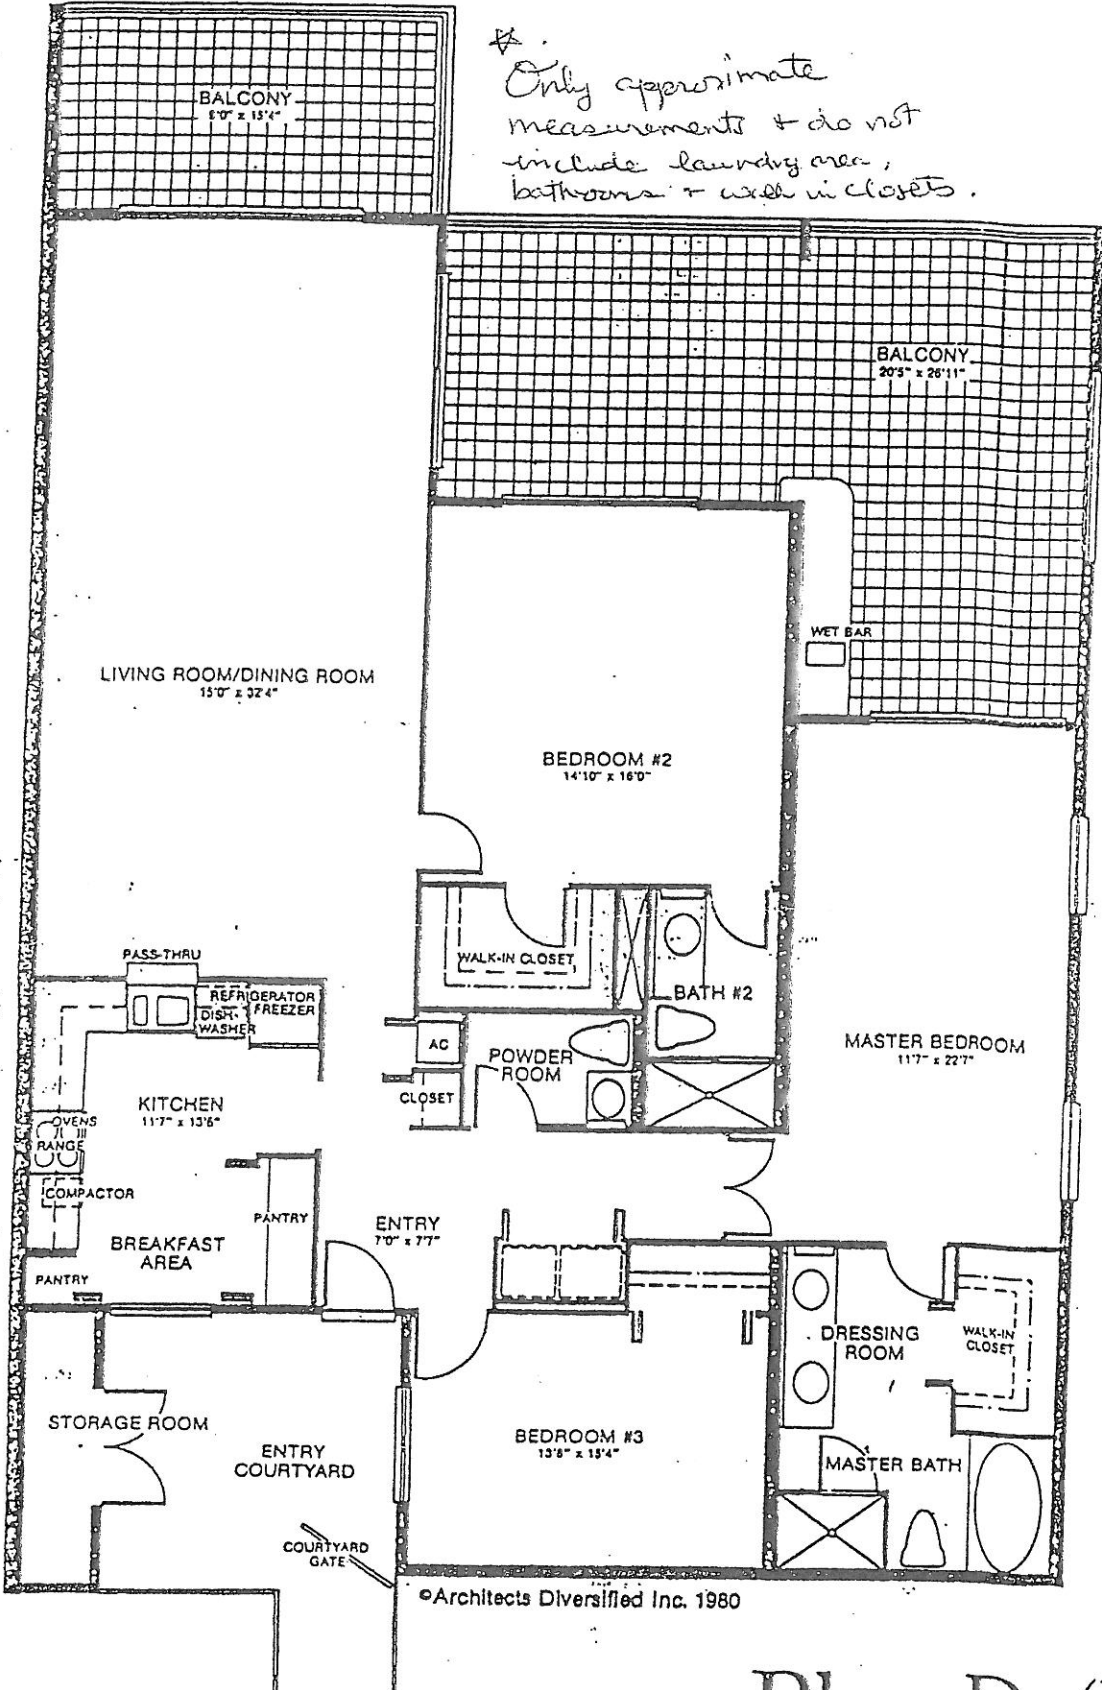 BALCONY
8'0" x 15'4"
☆.
Only approximate
measurements + do not
include laundry area,
bathrooms + walk in closets.
BALCONY
20'5" x 26'11"
WET BAR
LIVING ROOM/DINING ROOM
15'0" x 32'4"
BEDROOM #2
14'10" x 16'0"
PASS-THRU
WALK-IN CLOSET
REFRIGERATOR
FREEZER
DISH-
WASHER
BATH #2
AC
POWDER
ROOM
MASTER BEDROOM
11'7" x 22'7"
CLOSET
KITCHEN
11'7" x 13'6"
OVENS
RANGE
COMPACTOR
PANTRY
ENTRY
7'0" x 7'7"
BREAKFAST
AREA
PANTRY
DRESSING
ROOM
WALK-IN
CLOSET
STORAGE ROOM
ENTRY
COURTYARD
BEDROOM #3
13'6" x 15'4"
MASTER BATH
COURTYARD
GATE
©Architects Diversified Inc. 1980
Plan D